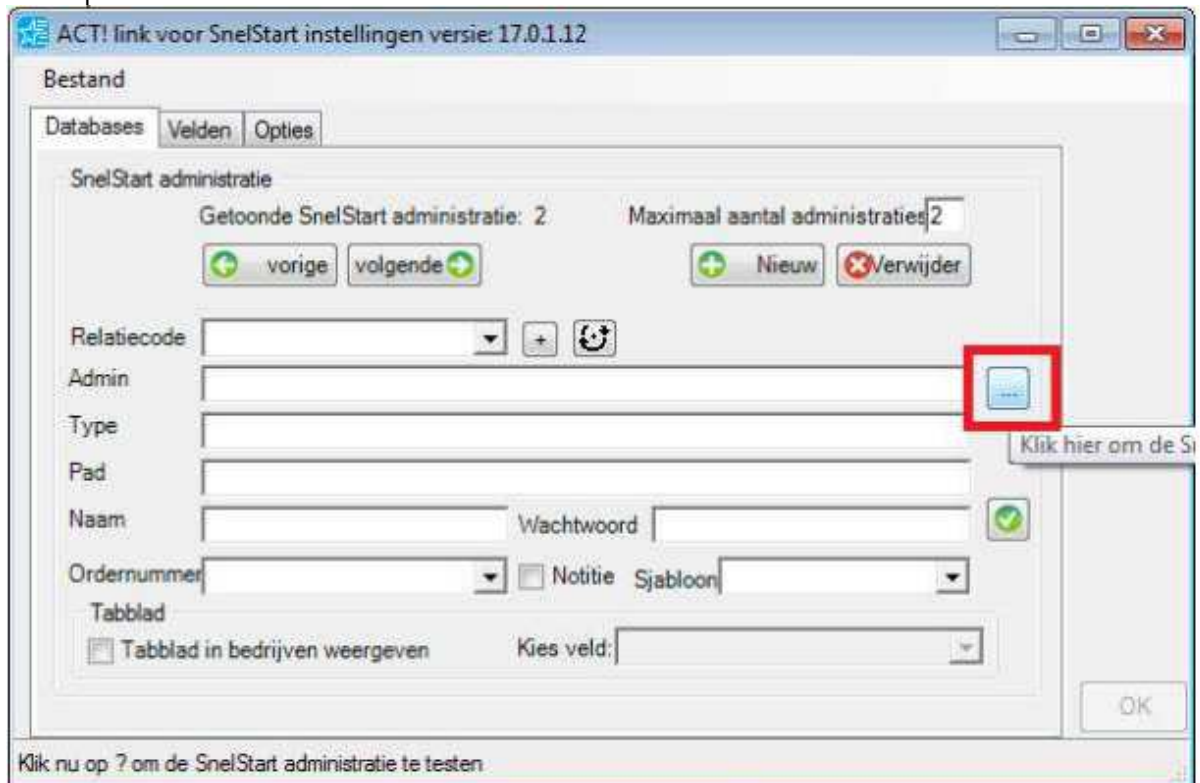 ACT! link voor SnelStart instellingen versie: 17.0.1.12
Bestand
Databases Velden Opties
SnelStart administratie
Getoonde SnelStart administratie: 2 Maximaal aantal administraties 2
vorige volgende Nieuw Verwijder
Relatiecode +
Admin ...
Type
Klik hier om de
Pad
Naam Wachtwoord
Ordernummer Notitie Sjabloon
Tabblad
Tabblad in bedrijven weergeven Kies veld:
OK
Klik nu op ? om de SnelStart administratie te testen